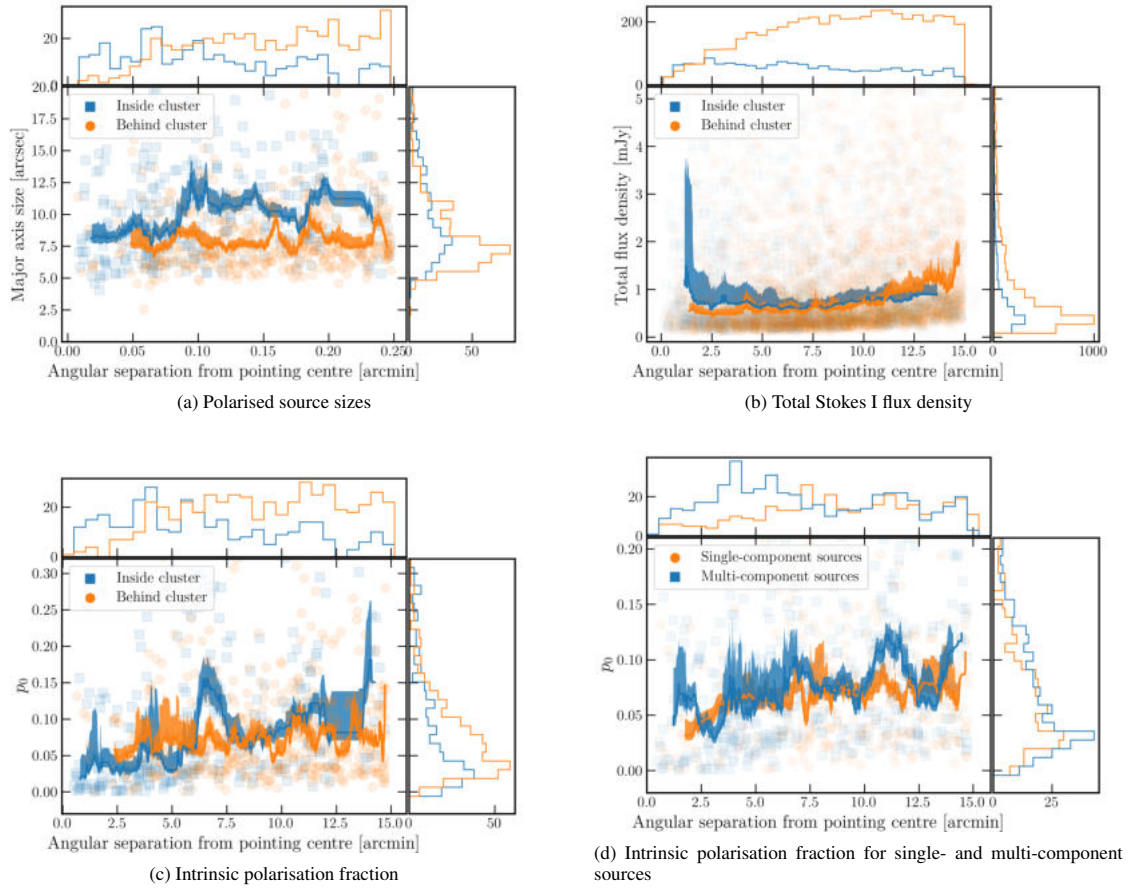 20
0
20.0
17.5
15.0
12.5
10.0
7.5
5.0
2.5
0.0
Major axis size [arcsec]
Inside cluster
Behind cluster
0.00 0.05 0.10 0.15 0.20 0.25 0 50
Angular separation from pointing centre [arcmin]
(a) Polarised source sizes
200
0
5
4
3
2
1
0
Total flux density [mJy]
Inside cluster
Behind cluster
0.0 2.5 5.0 7.5 10.0 12.5 15.0 0 1000
Angular separation from pointing centre [arcmin]
(b) Total Stokes I flux density
20
0
0.30
0.25
0.20
0.15
0.10
0.05
0.00
p0
Inside cluster
Behind cluster
0.0 2.5 5.0 7.5 10.0 12.5 15.0 0 50
Angular separation from pointing centre [arcmin]
(c) Intrinsic polarisation fraction
20
0
0.20
0.15
0.10
0.05
0.00
p0
Single-component sources
Multi-component sources
0.0 2.5 5.0 7.5 10.0 12.5 15.0 0 25
Angular separation from pointing centre [arcmin]
(d) Intrinsic polarisation fraction for single- and multi-component
sources